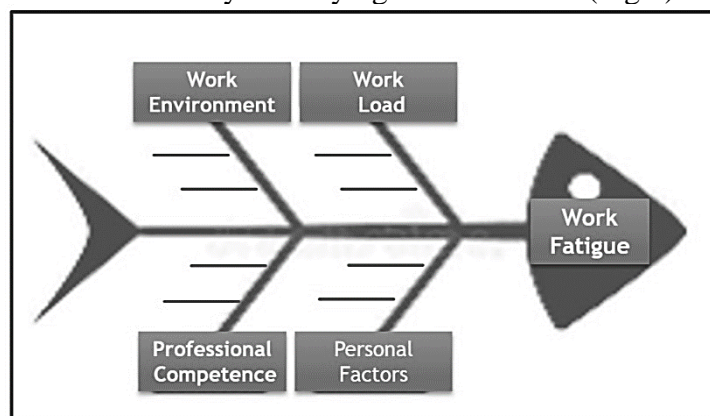 Work
Environment
Work
Load
Work
Fatigue
Professional
Competence
Personal
Factors